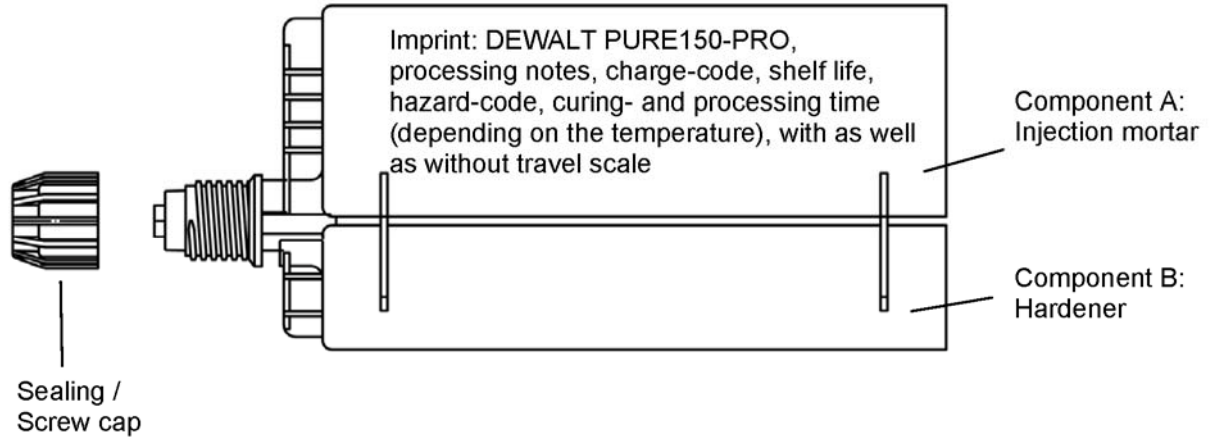 Imprint: DEWALT PURE150-PRO,
processing notes, charge-code, shelf life,
hazard-code, curing- and processing time
(depending on the temperature), with as well
as without travel scale
Component A:
Injection mortar
Component B:
Hardener
Sealing /
Screw cap